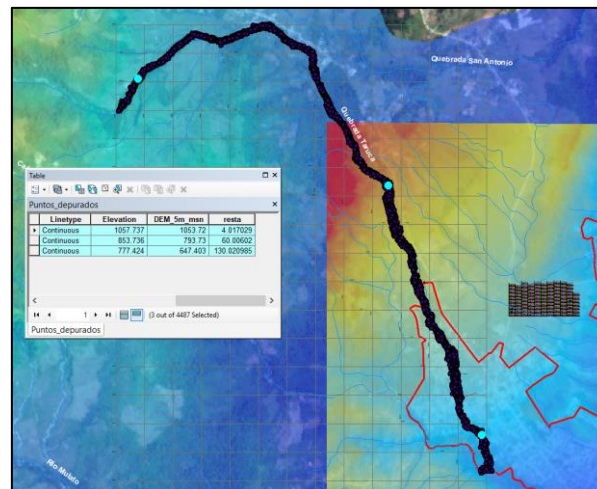 Quebrada San Antonio
Quebrada Taruca
Table
Puntos_depurados
Linetype Elevation DEM_5m_msn resta
Continuous 1057.737 1053.72 4.017029
Continuous 853.736 793.73 60.00602
Continuous 777.424 647.403 130.020985
1
(3 out of 4487 Selected)
Puntos_depurados
Río Mulato